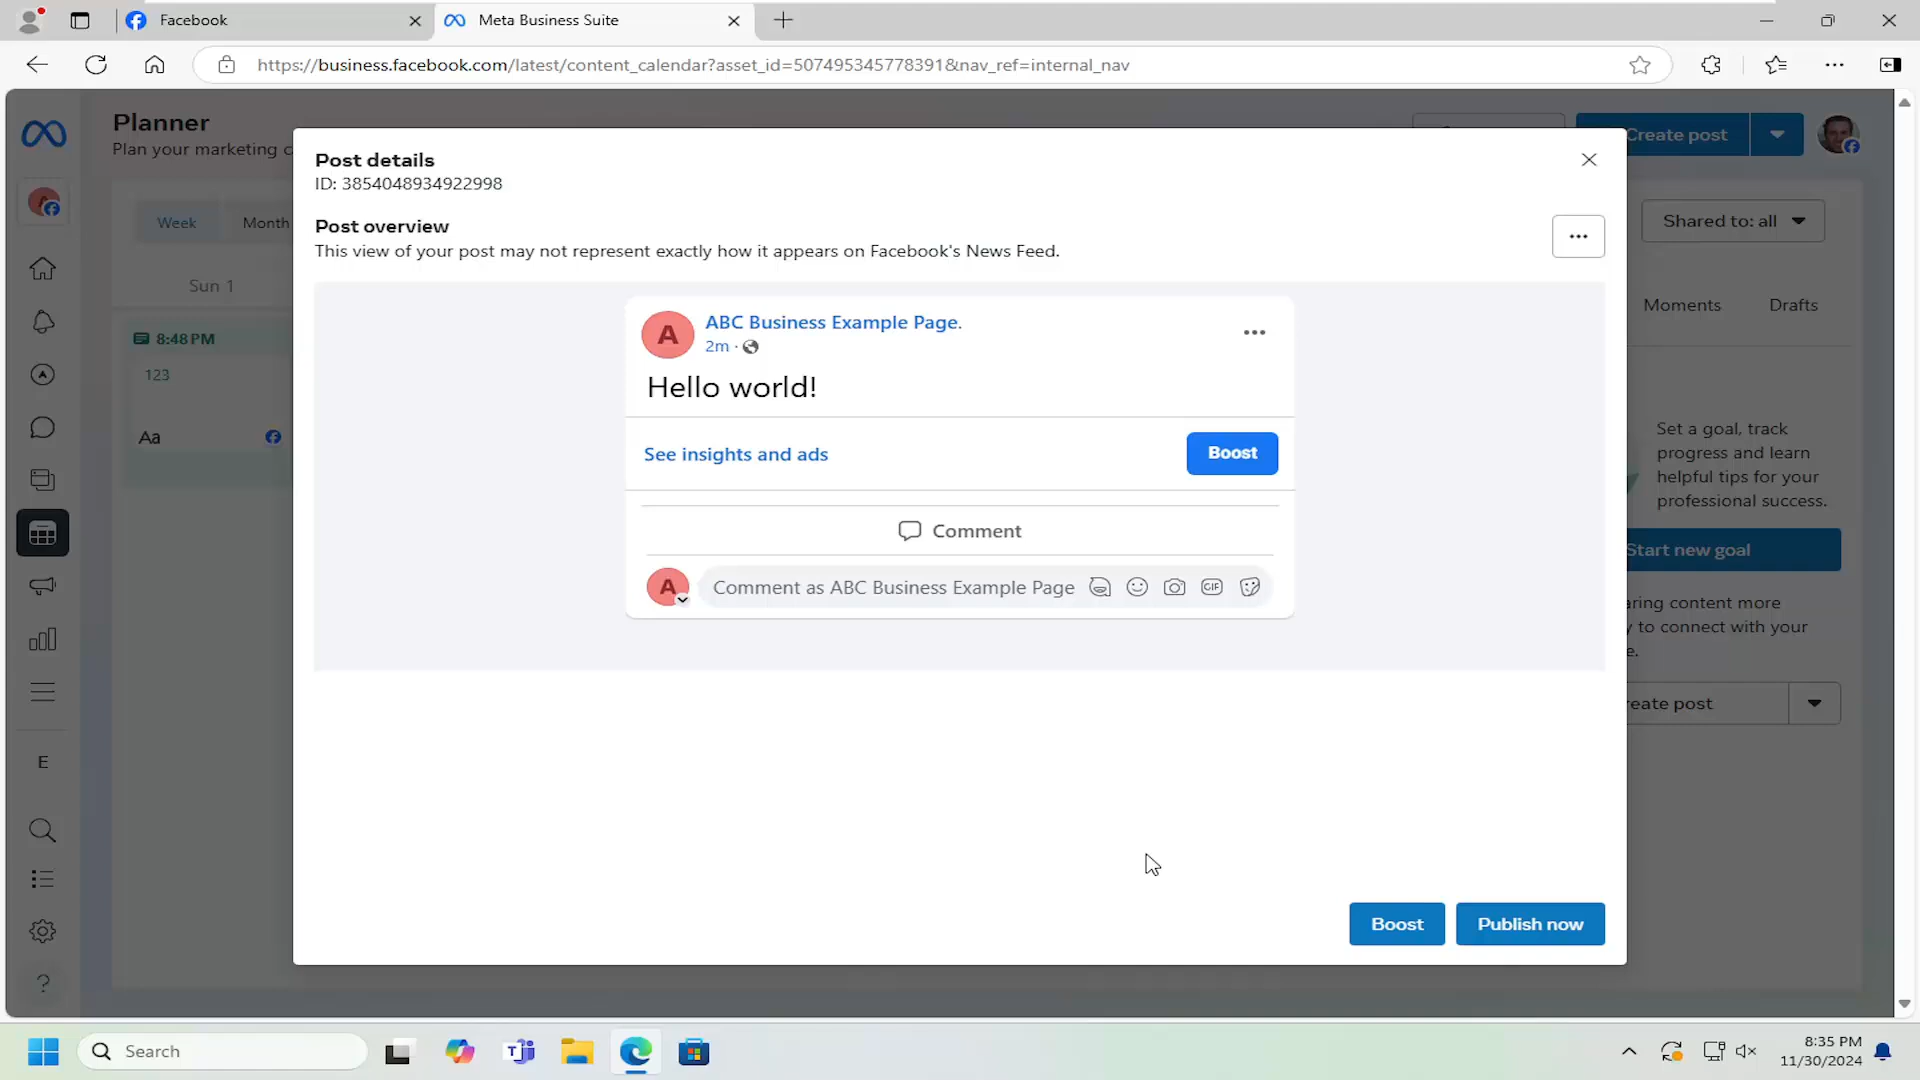 Facebook
Meta Business Suite
https://business.facebook.com/latest/content_calendar?asset_id=507495345778391&nav_ref=internal_nav
Planner
Plan your marketing c
Create post
Post details
ID: 3854048934922998
Post overview
This view of your post may not represent exactly how it appears on Facebook's News Feed.
Week
Month
Shared to: all
Sun 1
Moments
Drafts
8:48 PM
123
Aa
ABC Business Example Page.
2m ·
Hello world!
See insights and ads
Boost
Comment
A
Comment as ABC Business Example Page
GIF
Set a goal, track
progress and learn
helpful tips for your
professional success.
Start new goal
aring content more
y to connect with your
e.
reate post
E
Boost
Publish now
Search
8:35 PM
11/30/2024